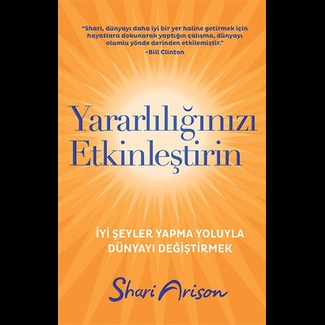 "Shari, dünyayı daha iyi bir yer haline getirmek için
hayatlara dokunarak yaptığın çalışma, dünyayı
olumlu yönde derinden etkilemiştir."
-Bill Clinton
Yararlılığınızı
Etkinleştirin
İYİ ŞEYLER YAPMA YOLUYLA
DÜNYAYI DEĞİŞTİRMEK
Shari Arison